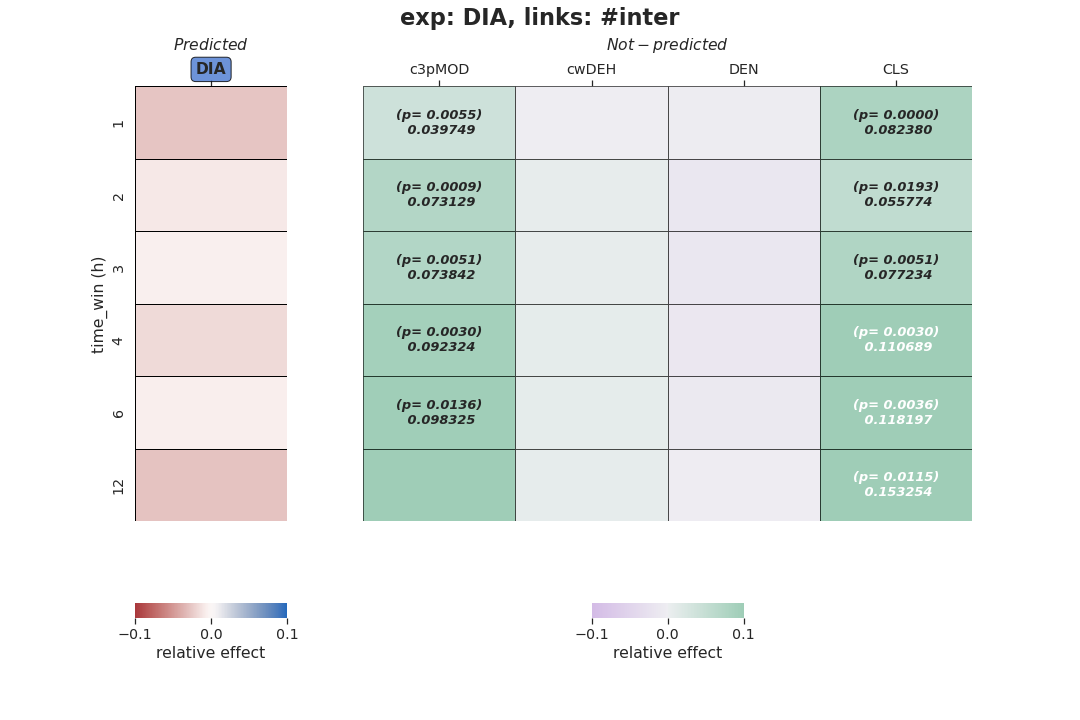 exp: DIA, links: #inter
Predicted
Not − predicted
DIA
c3pMOD
cwDEH
DEN
CLS
time_win (h)
1
(p= 0.0055)
0.039749
(p= 0.0000)
0.082380
2
(p= 0.0009)
0.073129
(p= 0.0193)
0.055774
3
(p= 0.0051)
0.073842
(p= 0.0051)
0.077234
4
(p= 0.0030)
0.092324
(p= 0.0030)
0.110689
6
(p= 0.0136)
0.098325
(p= 0.0036)
0.118197
12
(p= 0.0115)
0.153254
−0.1 0.0 0.1
relative effect
−0.1 0.0 0.1
relative effect